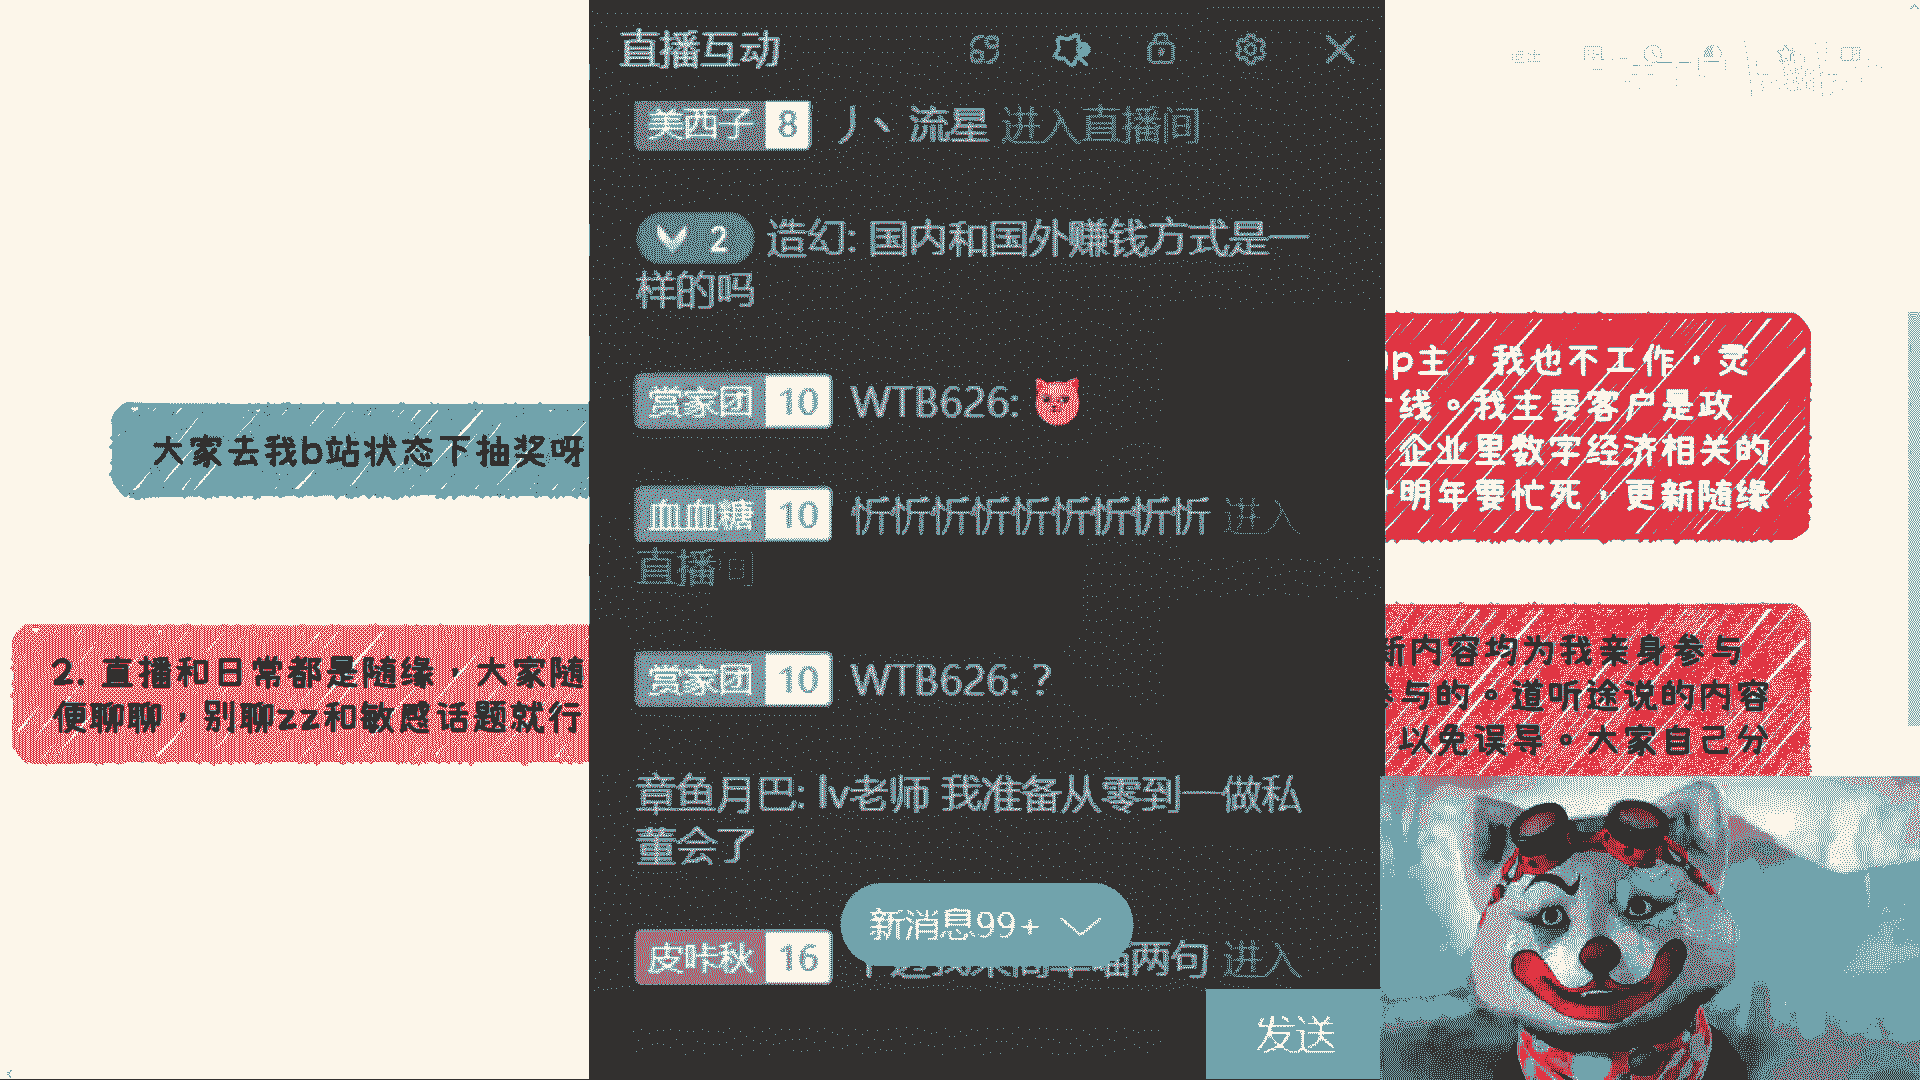 直播互动
美西子 8 丿丶 流星 进入直播间
2 造幻: 国内和国外赚钱方式是一
样的吗
赏家团 10 WTB626:
血血糖 10 忻忻忻忻忻忻忻忻忻 进入
直播间
赏家团 10 WTB626: ?
章鱼月巴: lv老师 我准备从零到一做私
董会了
新消息99+
皮咔秋 16 两句 进入
发送
大家去我b站状态下抽奖呀
2. 直播和日常都是随缘，大家随
便聊聊，别聊zz和敏感话题就行
up主，我也不工作，灵
线。我主要客户是政
企业里数字经济相关的
明年要忙死，更新随缘
新内容均为我亲身参与
参与的。道听途说的内容
以免误导。大家自己分